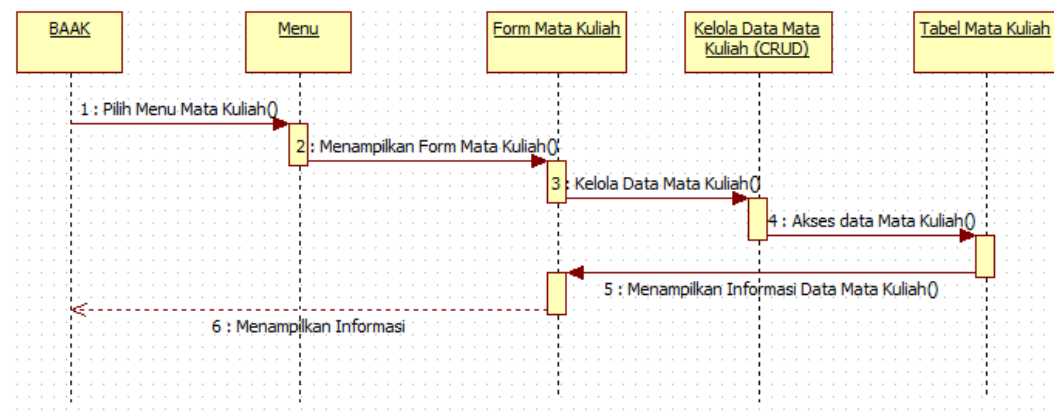 BAAK
Menu
Form Mata Kuliah
Kelola Data Mata
Kuliah (CRUD)
Tabel Mata Kuliah
1 : Pilih Menu Mata Kuliah()
2 : Menampilkan Form Mata Kuliah()
3 : Kelola Data Mata Kuliah()
4 : Akses data Mata Kuliah()
5 : Menampilkan Informasi Data Mata Kuliah()
6 : Menampilkan Informasi